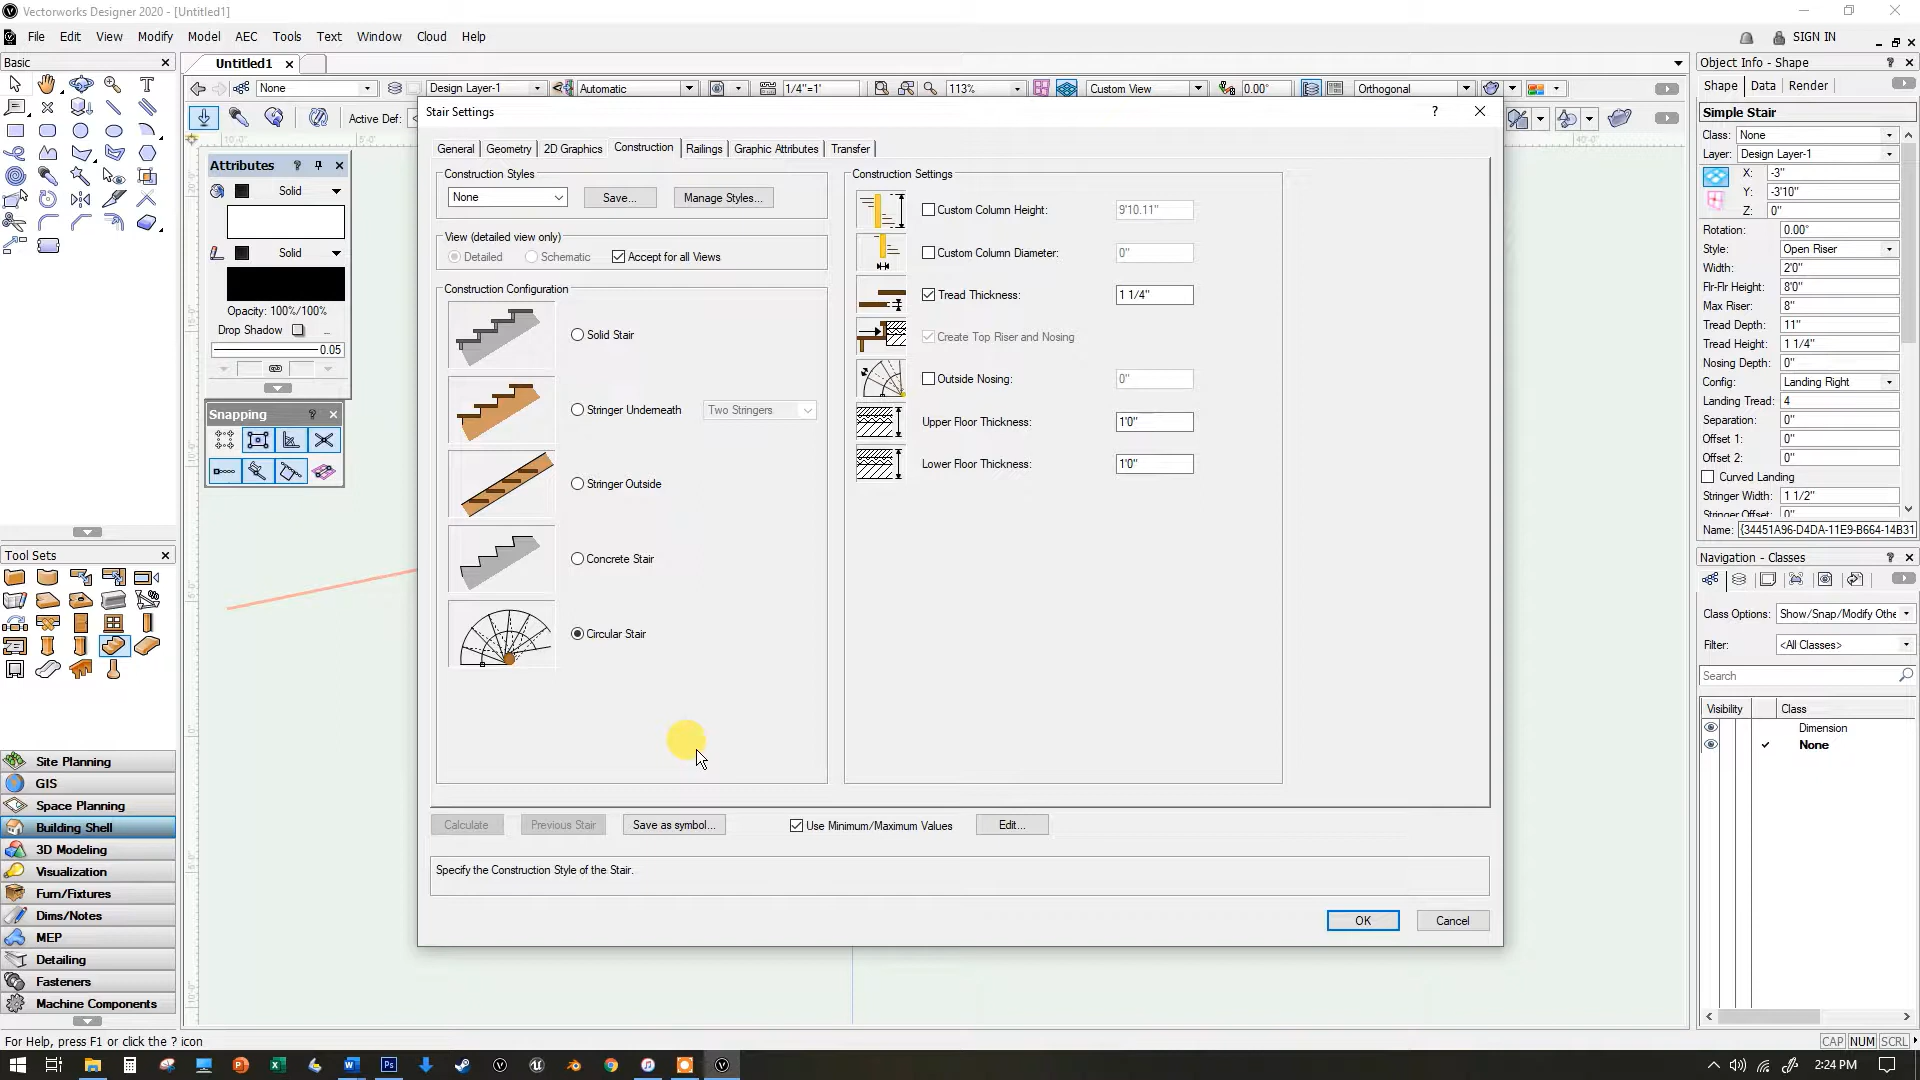 Vectorworks Designer 2020 - [Untitled1]
File Edit View Modify Model AEC Tools Text Window Cloud Help
SIGN IN
Basic
Untitled1
None
Design Layer-1
Automatic
1/4"=1'
113%
Custom View
0.00°
Orthogonal
Active Def:
10'-0"
5'-0"
40'-0"
Attributes
Solid
Solid
Opacity: 100%/100%
Drop Shadow
0.05
Snapping
Tool Sets
Site Planning
GIS
Space Planning
Building Shell
3D Modeling
Visualization
Furn/Fixtures
Dims/Notes
MEP
Detailing
Fasteners
Machine Components
Stair Settings
General Geometry 2D Graphics Construction Railings Graphic Attributes Transfer
Construction Styles
None Save... Manage Styles...
View (detailed view only)
Detailed Schematic Accept for all Views
Construction Configuration
Solid Stair
Stringer Underneath Two Stringers
Stringer Outside
Concrete Stair
Circular Stair
Construction Settings
Custom Column Height: 9'10.11"
Custom Column Diameter: 0"
Tread Thickness: 1 1/4"
Create Top Riser and Nosing
Outside Nosing: 0"
Upper Floor Thickness: 1'0"
Lower Floor Thickness: 1'0"
Calculate Previous Stair Save as symbol... Use Minimum/Maximum Values Edit...
Specify the Construction Style of the Stair.
OK Cancel
Object Info - Shape
Shape Data Render
Simple Stair
Class: None
Layer: Design Layer-1
X: -3"
Y: -3'10"
Z: 0"
Rotation: 0.00°
Style: Open Riser
Width: 2'0"
Flr-Flr Height: 8'0"
Max Riser: 8"
Tread Depth: 11"
Tread Height: 1 1/4"
Nosing Depth: 0"
Config: Landing Right
Landing Tread: 4
Separation: 0"
Offset 1: 0"
Offset 2: 0"
Curved Landing
Stringer Width: 1 1/2"
Stringer Offset: 0"
Name: {34451A96-D4DA-11E9-B664-14B31
Navigation - Classes
Class Options: Show/Snap/Modify Othe
Filter: <All Classes>
Search
Visibility Class
Dimension
None
For Help, press F1 or click the ? icon
CAP NUM SCRL
2:24 PM